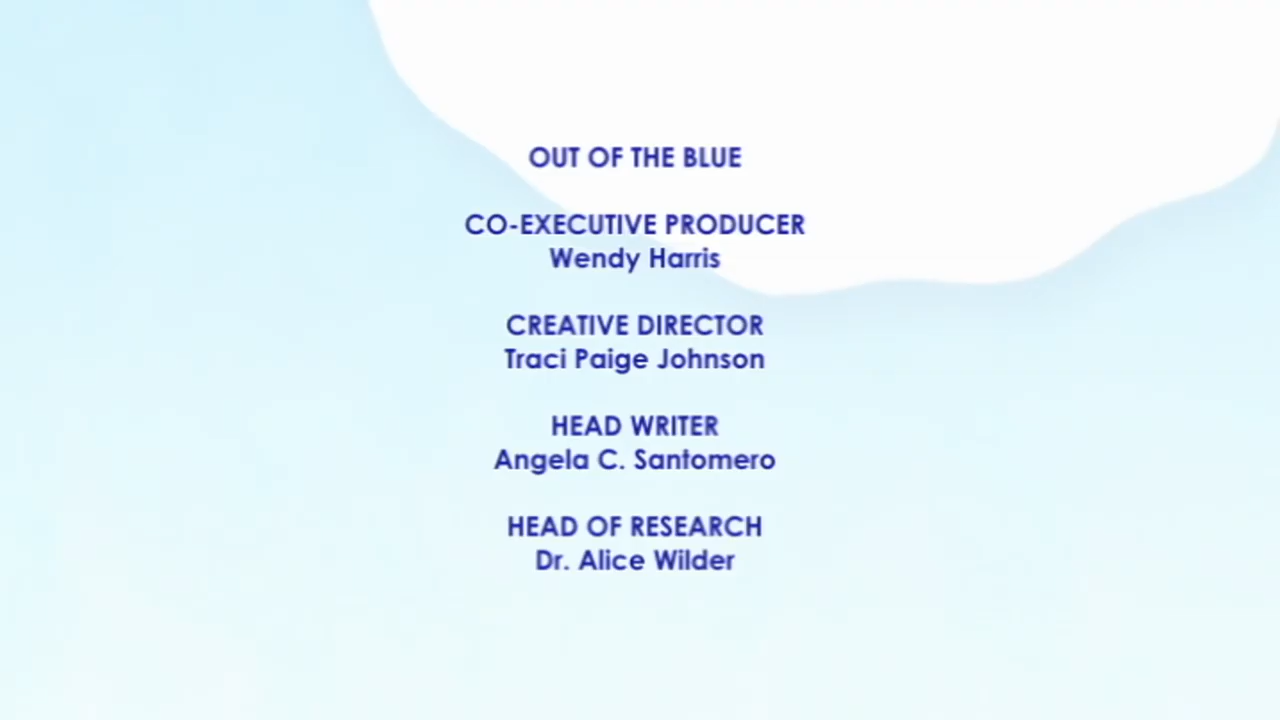 OUT OF THE BLUE
CO-EXECUTIVE PRODUCER
Wendy Harris
CREATIVE DIRECTOR
Traci Paige Johnson
HEAD WRITER
Angela C. Santomero
HEAD OF RESEARCH
Dr. Alice Wilder